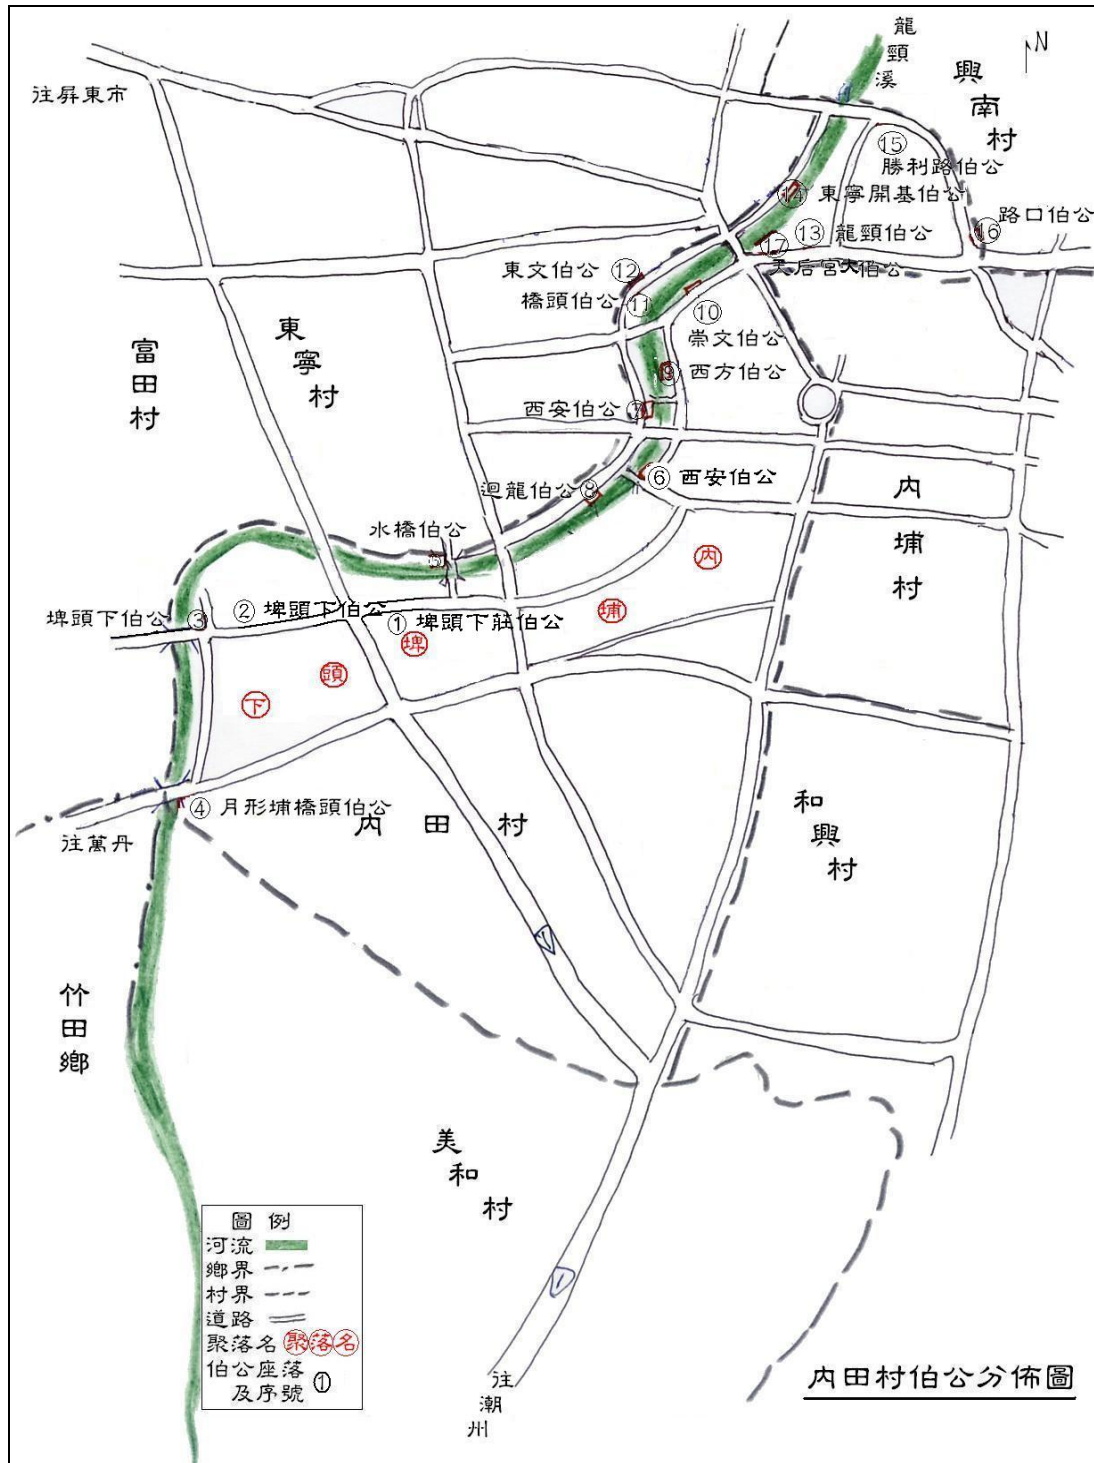 龍頸溪
N
興南村
往屏東市
⑮
勝利路伯公
⑭ 東寧開基伯公
路口伯公
⑯
⑬ 龍頸伯公
⑰
天后宮大伯公
東文伯公 ⑫
橋頭伯公
⑪
⑩
崇文伯公
東寧村
富田村
⑨ 西方伯公
西安伯公 ⑦
⑥ 西安伯公
迴龍伯公 ⑧
內埔村
水橋伯公
⑤
內埔
埤頭下伯公 ③
② 埤頭下伯公
① 埤頭下莊伯公
埤頭下
④ 月形埔橋頭伯公
往萬丹
內田村
和興村
竹田鄉
美和村
1
1
圖例
河流
鄉界
村界
道路
聚落名 聚落名
伯公座落
及序號 ①
往潮州
內田村伯公分佈圖